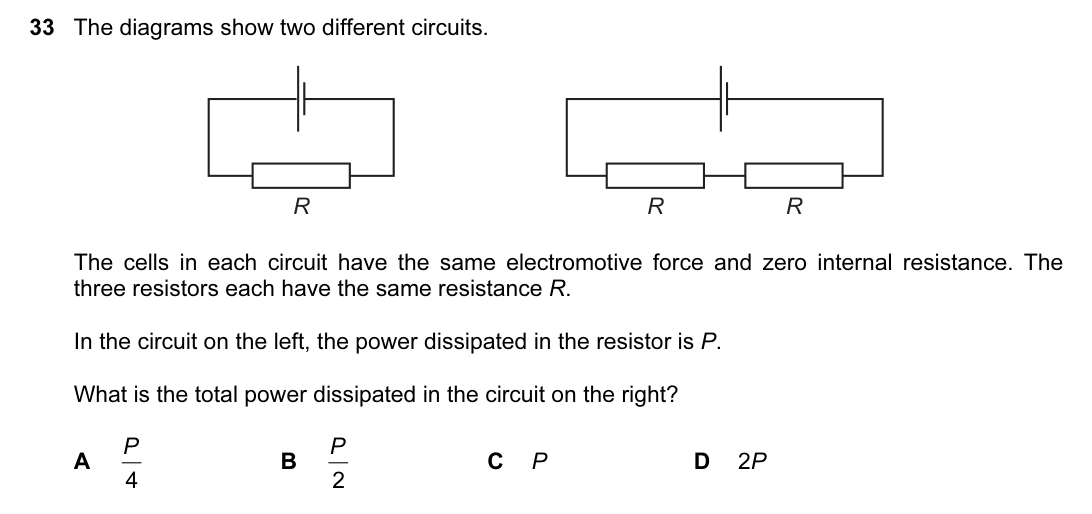 33 The diagrams show two different circuits.
R
R R
The cells in each circuit have the same electromotive force and zero internal resistance. The
three resistors each have the same resistance R.
In the circuit on the left, the power dissipated in the resistor is P.
What is the total power dissipated in the circuit on the right?
A P/4 B P/2 C P D 2P